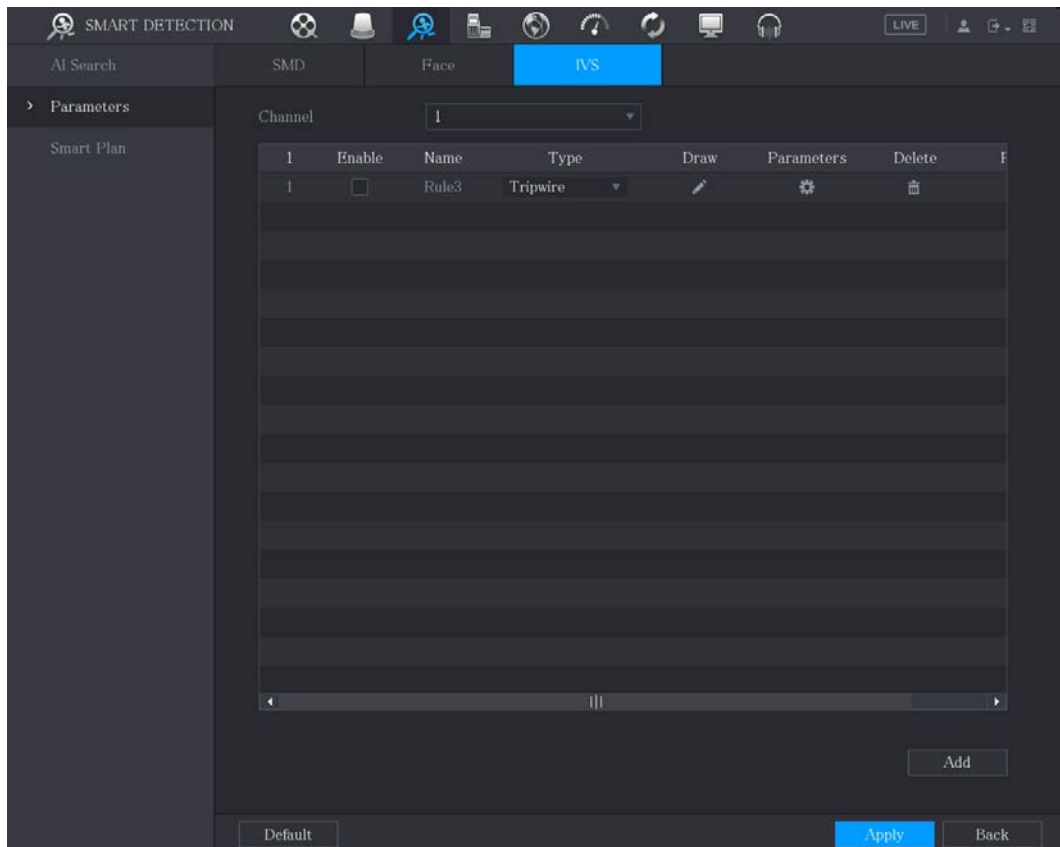 SMART DETECTION LIVE
AI Search SMD Face IVS
Parameters
Channel 1
Smart Plan
1 Enable Name Type Draw Parameters Delete
1 Rule3 Tripwire
Add
Default Apply Back